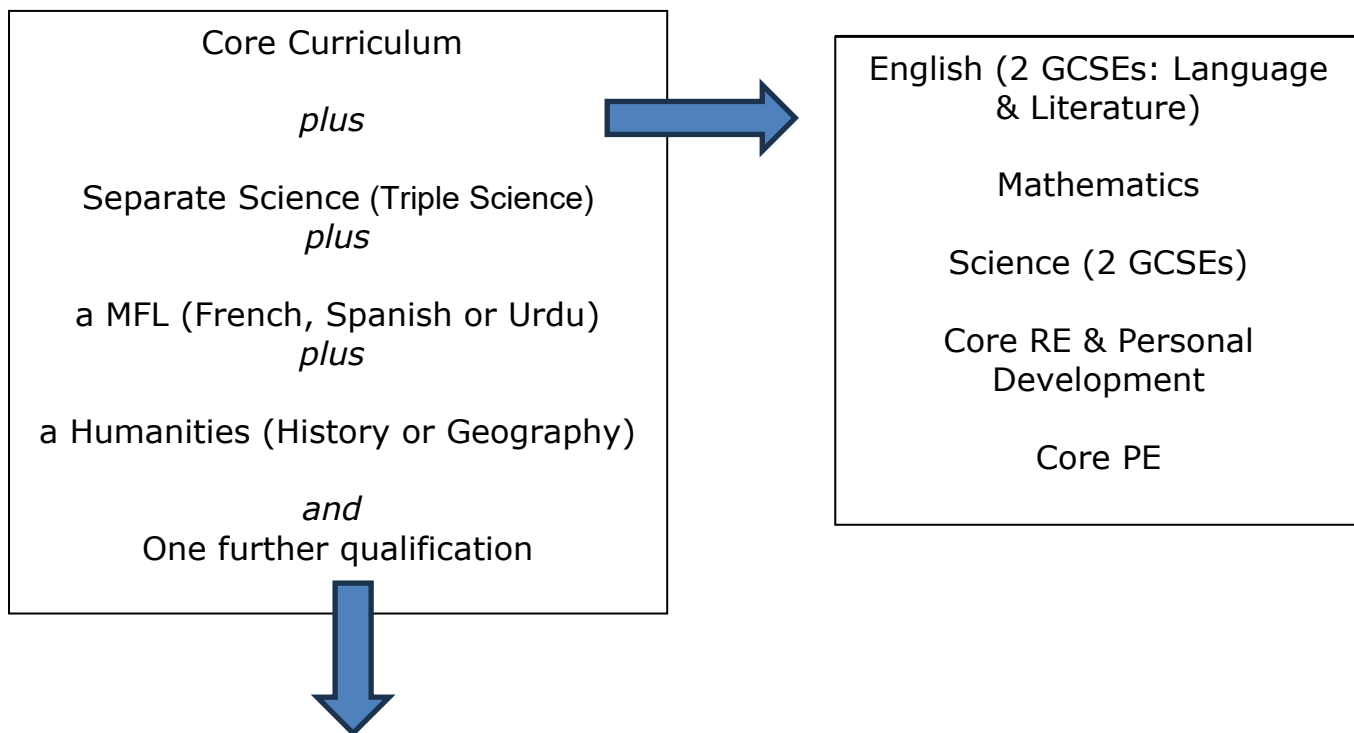 Core Curriculum
plus
Separate Science (Triple Science)
plus
a MFL (French, Spanish or Urdu)
plus
a Humanities (History or Geography)
and
One further qualification
English (2 GCSEs: Language
& Literature)
Mathematics
Science (2 GCSEs)
Core RE & Personal
Development
Core PE